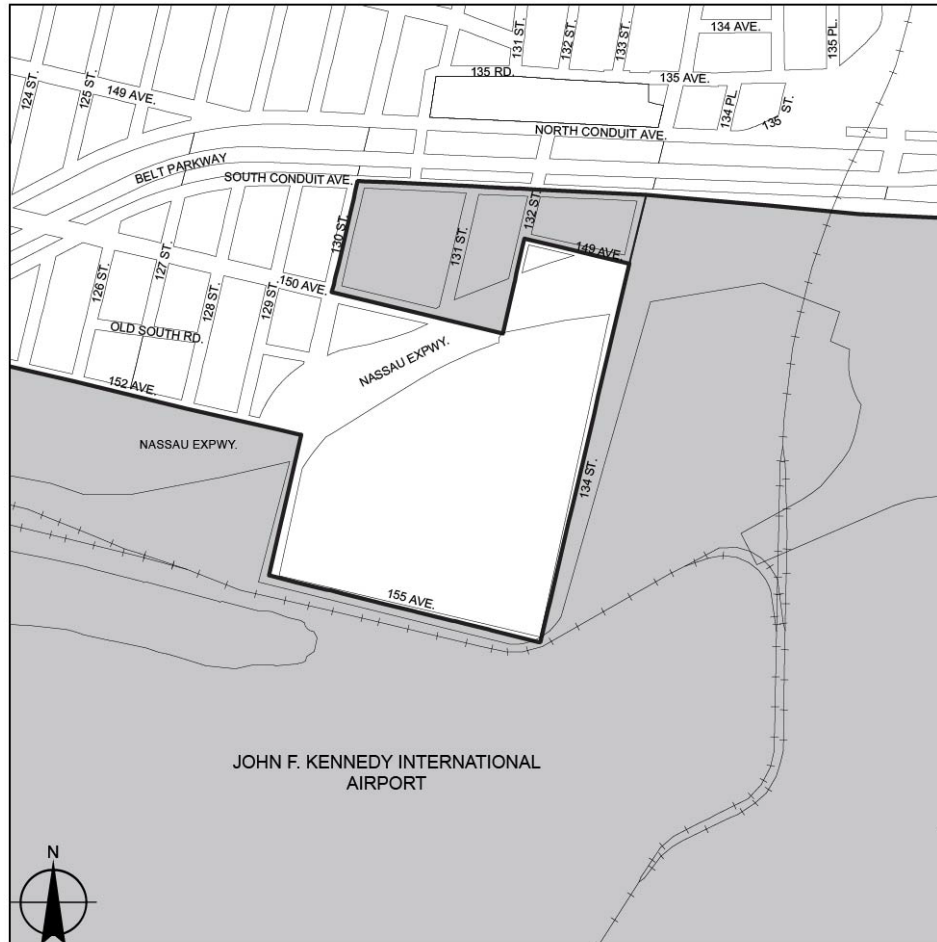 134 AVE.
131 ST.
132 ST.
133 ST.
135 PL.
124 ST.
125 ST.
149 AVE.
135 RD.
135 AVE.
134 PL.
135 ST.
NORTH CONDUIT AVE.
BELT PARKWAY
SOUTH CONDUIT AVE.
130 ST.
131 ST.
132 ST.
149 AVE.
126 ST.
127 ST.
128 ST.
129 ST.
150 AVE.
OLD SOUTH RD.
NASSAU EXPWY.
152 AVE.
NASSAU EXPWY.
134 ST.
155 AVE.
JOHN F. KENNEDY INTERNATIONAL
AIRPORT
N